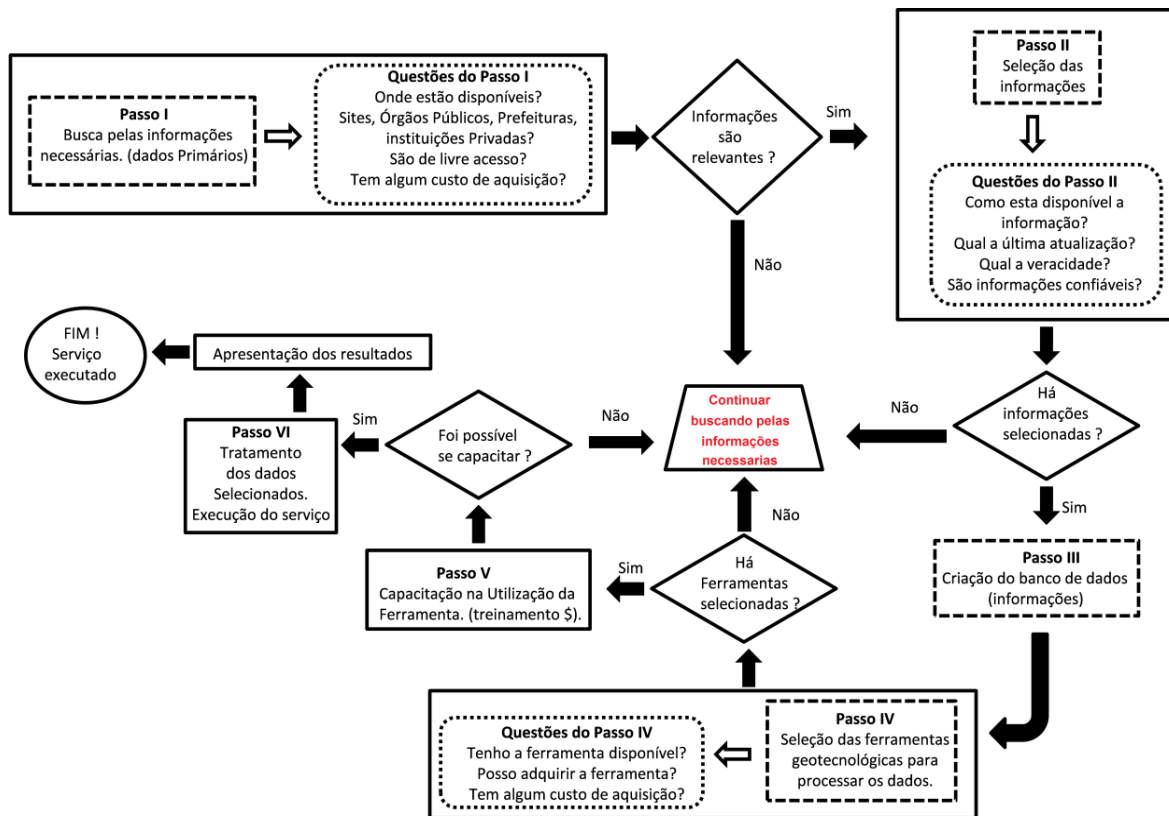 Passo I
Busca pelas informações
necessárias. (dados Primários)
Questões do Passo I
Onde estão disponíveis?
Sites, Órgãos Públicos, Prefeituras,
instituições Privadas?
São de livre acesso?
Tem algum custo de aquisição?
Informações
são
relevantes ?
Sim
Não
Passo II
Seleção das
informações
Questões do Passo II
Como esta disponível a
informação?
Qual a última atualização?
Qual a veracidade?
São informações confiáveis?
Há
informações
selecionadas ?
Não
Sim
Passo III
Criação do banco de dados
(informações)
Passo IV
Seleção das ferramentas
geotecnológicas para
processar os dados.
Questões do Passo IV
Tenho a ferramenta disponível?
Posso adquirir a ferramenta?
Tem algum custo de aquisição?
Há
Ferramentas
selecionadas ?
Não
Sim
Continuar
buscando pelas
informações
necessarias
Passo V
Capacitação na Utilização da
Ferramenta. (treinamento $).
Foi possível
se capacitar ?
Não
Sim
Passo VI
Tratamento
dos dados
Selecionados.
Execução do serviço
Apresentação dos resultados
FIM !
Serviço
executado